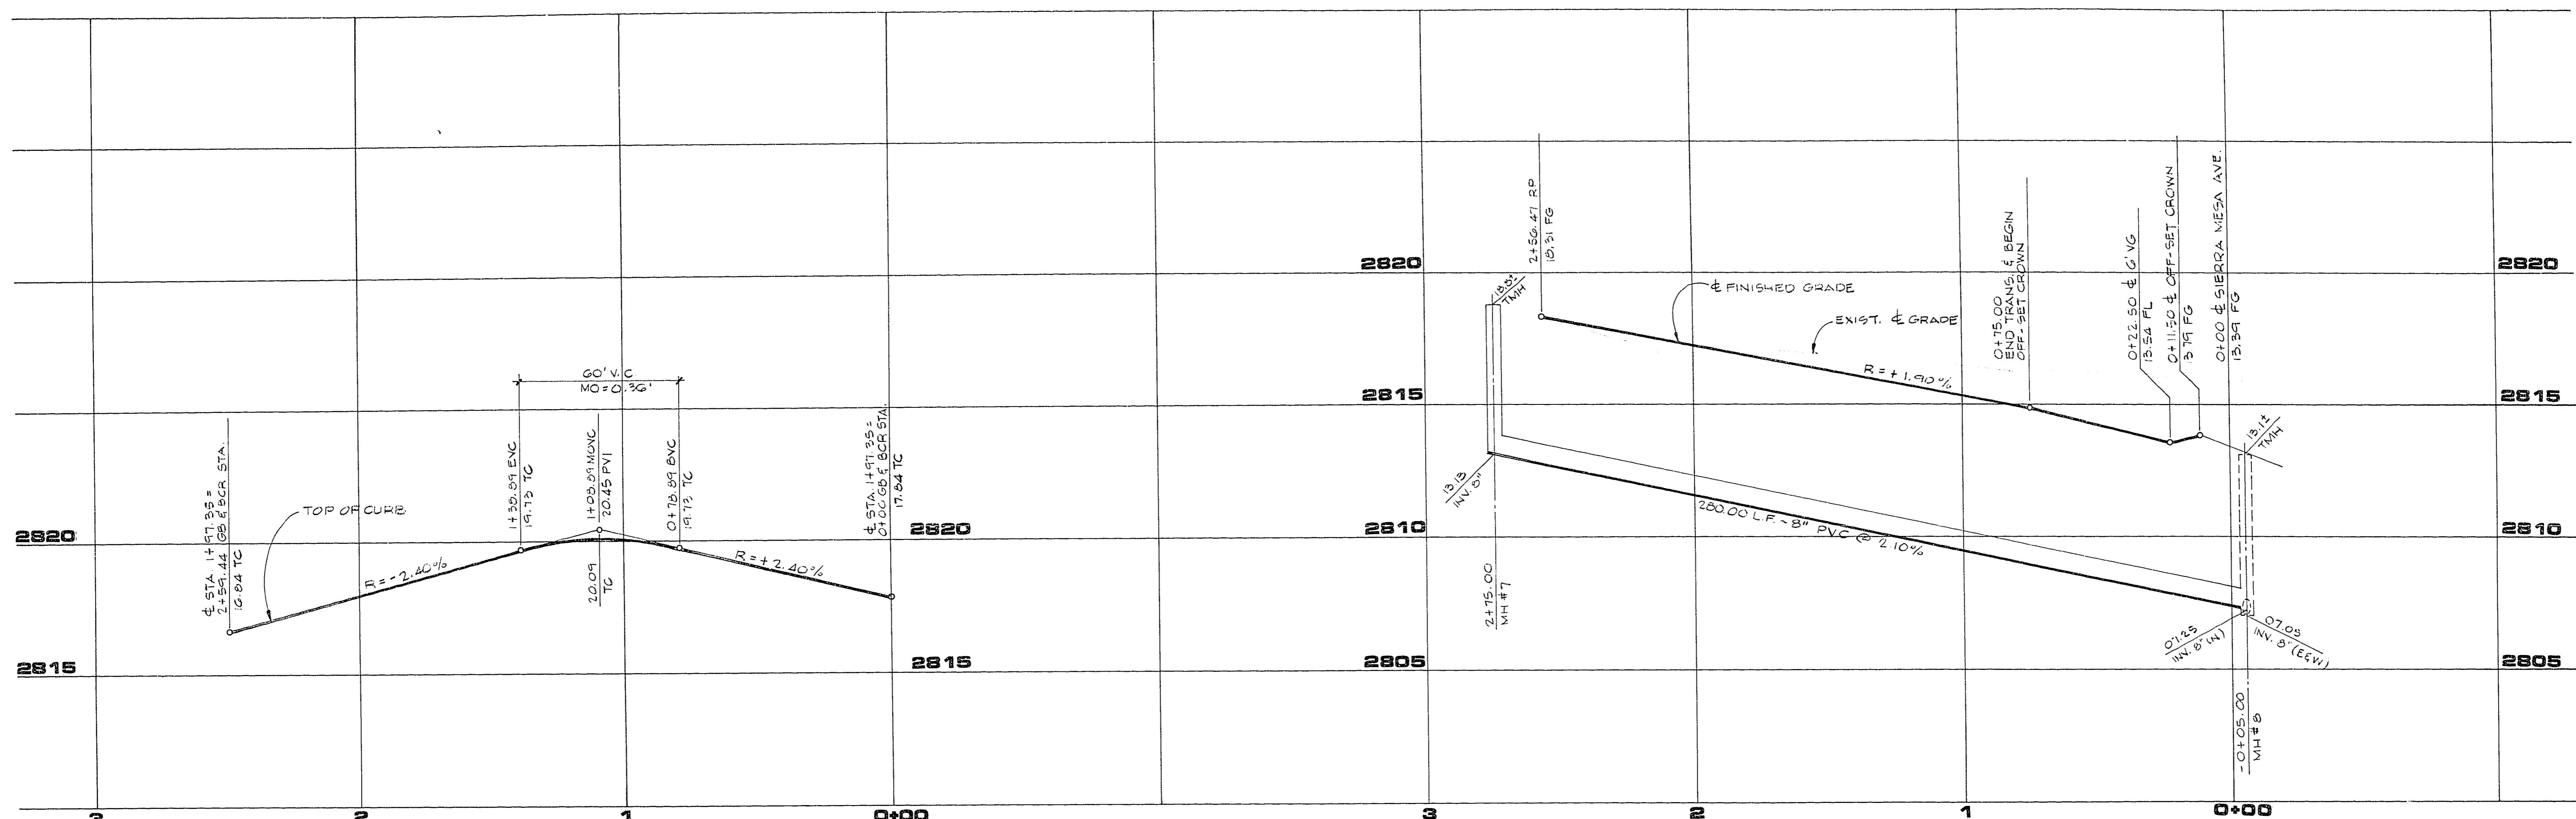 ℄ STA. 1+97.35 =
2+59.44 GB & BCR STA.
16.84 TC
TOP OF CURB
R=-2.40%
1+38.89 EVC
19.73 TC
60' V.C
MO=0.36'
1+08.89 MOVC
20.45 PVI
20.09
TC
0+78.89 BVC
19.73 TC
R=+2.40%
℄ STA. 1+97.35 =
0+00 GB & BCR STA.
17.84 TC
2820
2820
2815
2815
3
2
1
0+00
2820
2820
2815
2815
2810
2810
2805
2805
18.8±
TMH
2+56.47 RP
18.31 FG
℄ FINISHED GRADE
EXIST. ℄ GRADE
R=+1.90%
0+75.00
END TRANS. & BEGIN
OFF-SET CROWN
0+22.50 ℄ 6' VG
13.54 FL
0+11.50 ℄ OFF-SET CROWN
13.79 FG
0+00 ℄ SIERRA MESA AVE.
13.39 FG
13.1±
TMH
13.13
INV. 8"
280.00 L.F. ~ 8" PVC @ 2.10%
2+75.00
MH #7
07.25
INV. 8" (N)
07.05
INV. 8" (E&W)
-0+05.00
MH #8
3
2
1
0+00